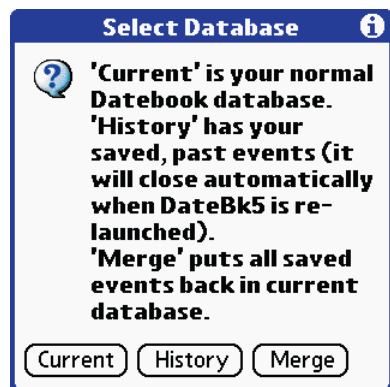 Select Database
'Current' is your normal
Datebook database.
'History' has your
saved, past events (it
will close automatically
when DateBk5 is re-
launched).
'Merge' puts all saved
events back in current
database.
Current History Merge